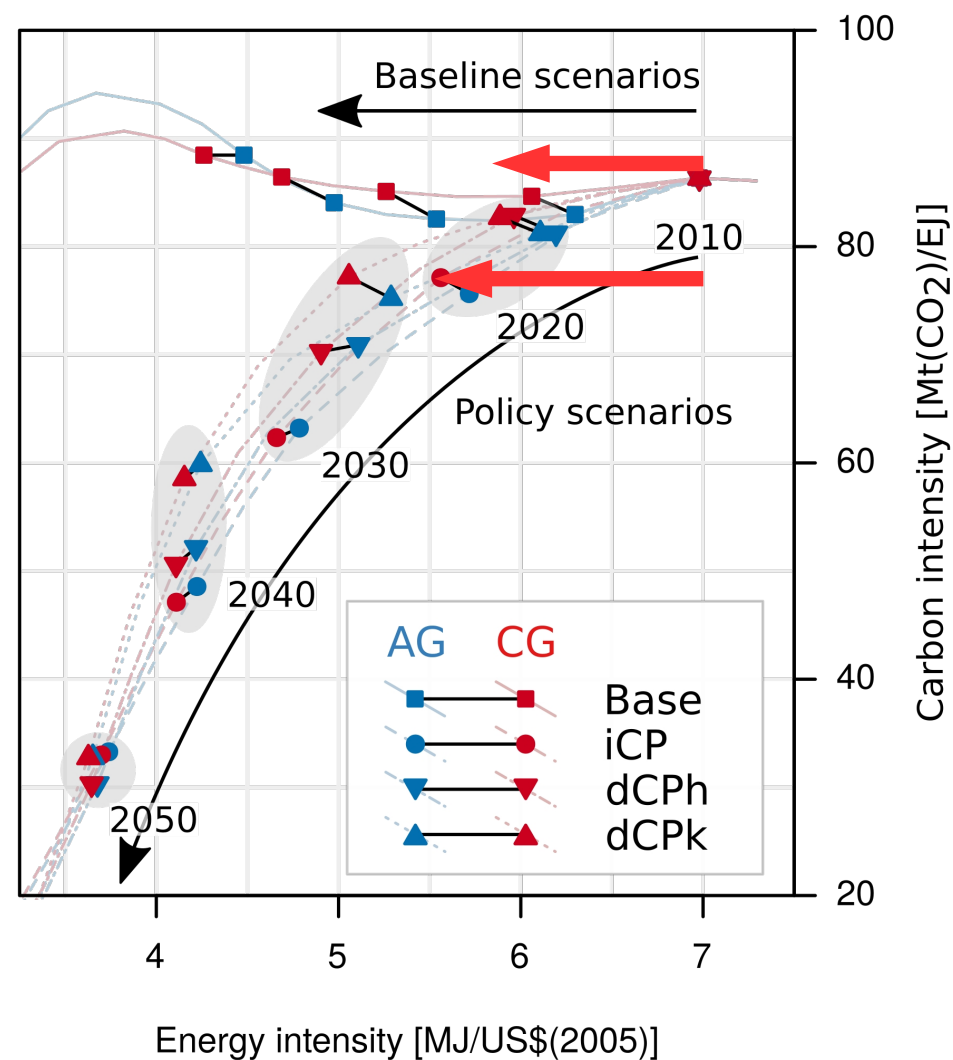 100
Baseline scenarios
2010
80
2020
Policy scenarios
2030
60
2040
AG CG
Base
iCP
dCPh
dCPk
40
2050
20
4 5 6 7
Energy intensity [MJ/US$(2005)]
Carbon intensity [Mt(CO2)/EJ]